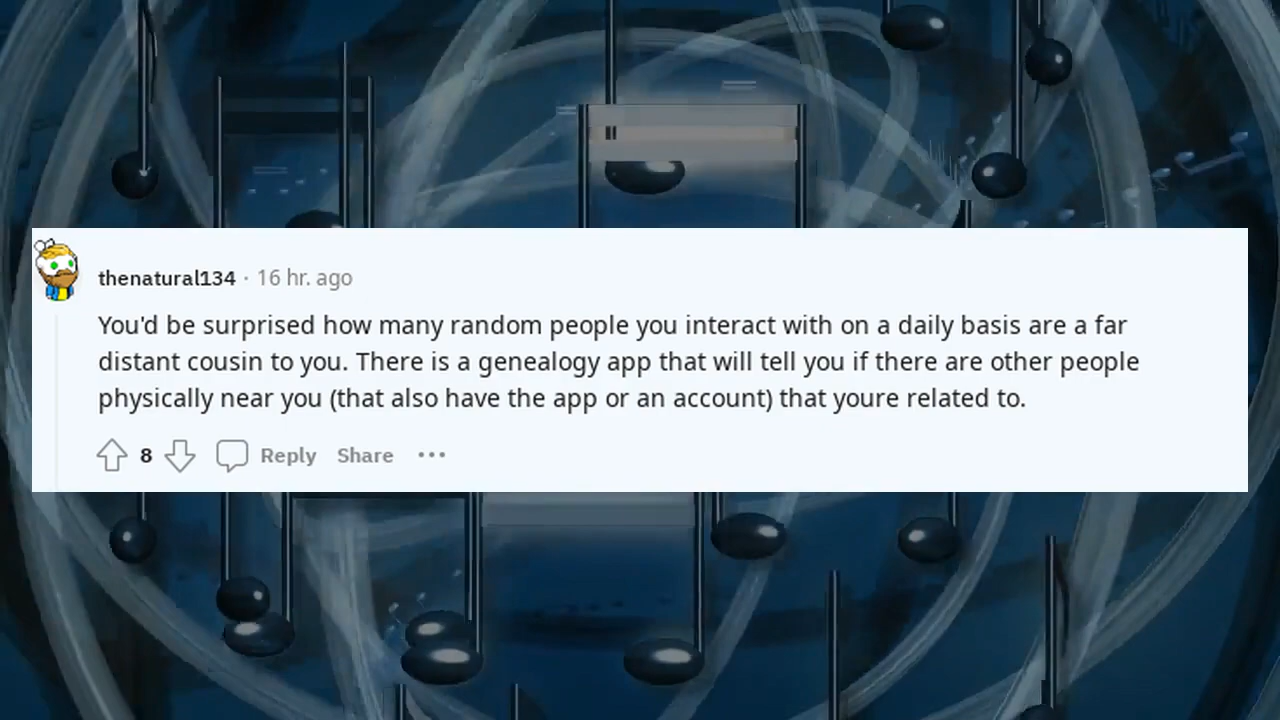 thenatural134 · 16 hr. ago
You'd be surprised how many random people you interact with on a daily basis are a far
distant cousin to you. There is a genealogy app that will tell you if there are other people
physically near you (that also have the app or an account) that youre related to.
8 Reply Share ···